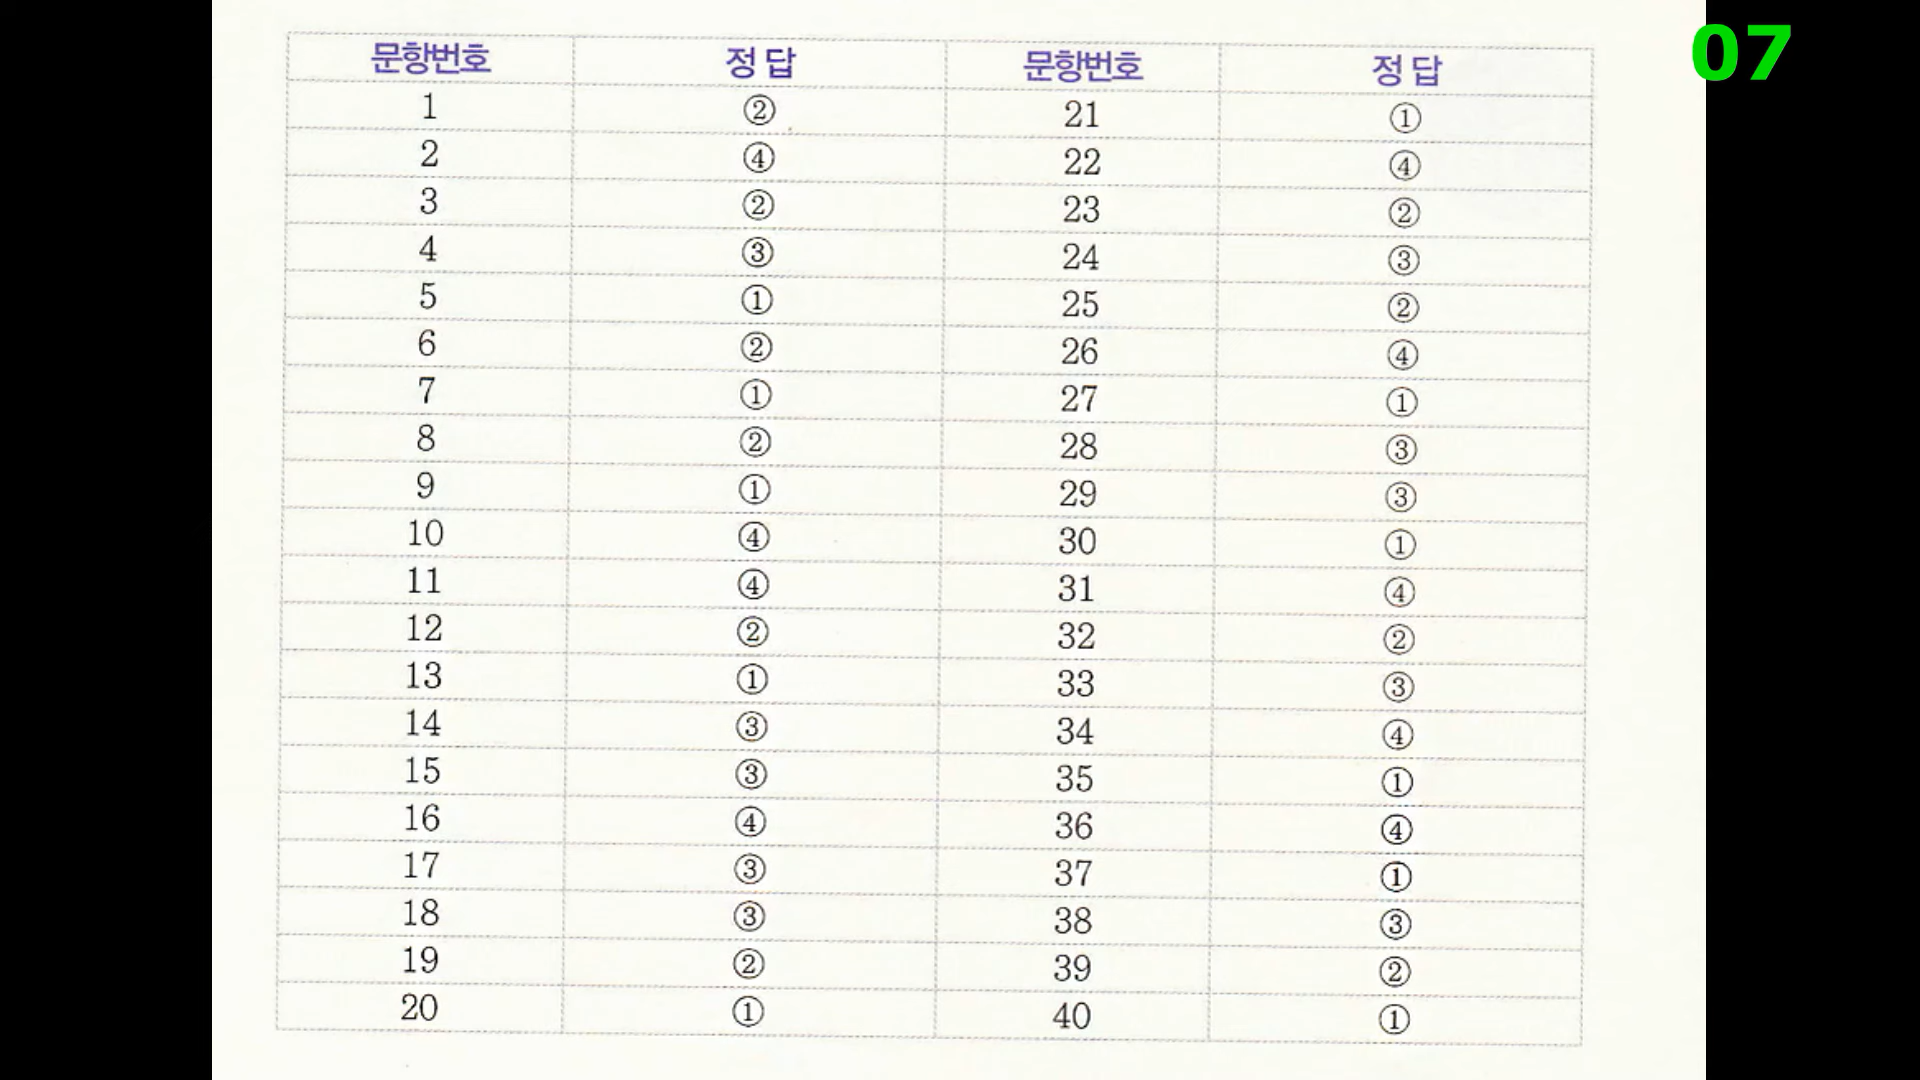 07
문항번호 정 답 문항번호 정 답
1 ② 21 ①
2 ④ 22 ④
3 ② 23 ②
4 ③ 24 ③
5 ① 25 ②
6 ② 26 ④
7 ① 27 ①
8 ② 28 ③
9 ① 29 ③
10 ④ 30 ①
11 ④ 31 ④
12 ② 32 ②
13 ① 33 ③
14 ③ 34 ④
15 ③ 35 ①
16 ④ 36 ④
17 ③ 37 ①
18 ③ 38 ③
19 ② 39 ②
20 ① 40 ①